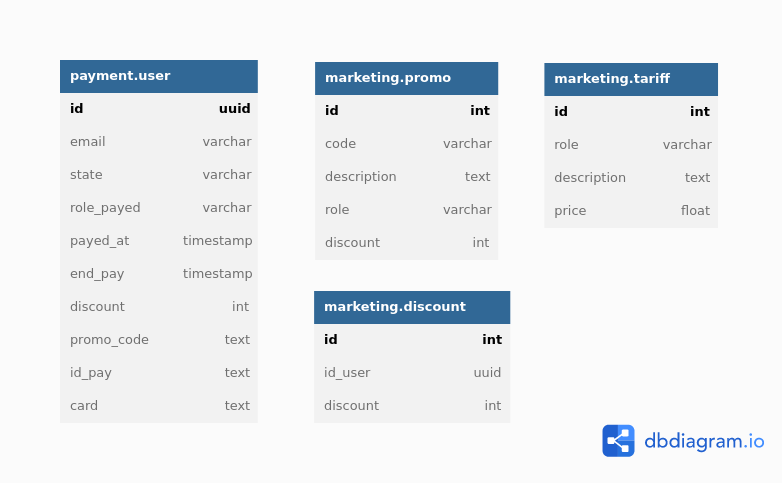 payment.user
id uuid
email varchar
state varchar
role_payed varchar
payed_at timestamp
end_pay timestamp
discount int
promo_code text
id_pay text
card text
marketing.promo
id int
code varchar
description text
role varchar
discount int
marketing.discount
id int
id_user uuid
discount int
marketing.tariff
id int
role varchar
description text
price float
dbdiagram.io